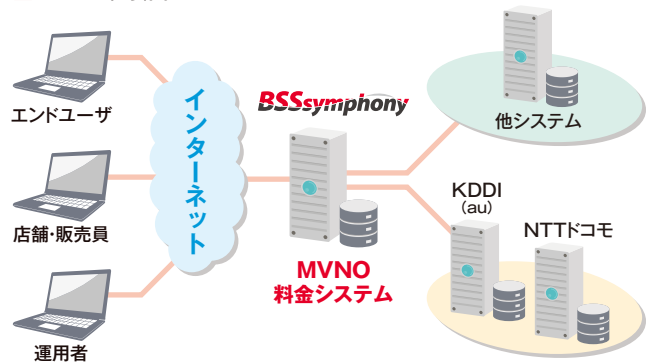 エンドユーザ
店舗・販売員
運用者
インターネット
BSSsymphony
MVNO
料金システム
他システム
KDDI
(au)
NTTドコモ